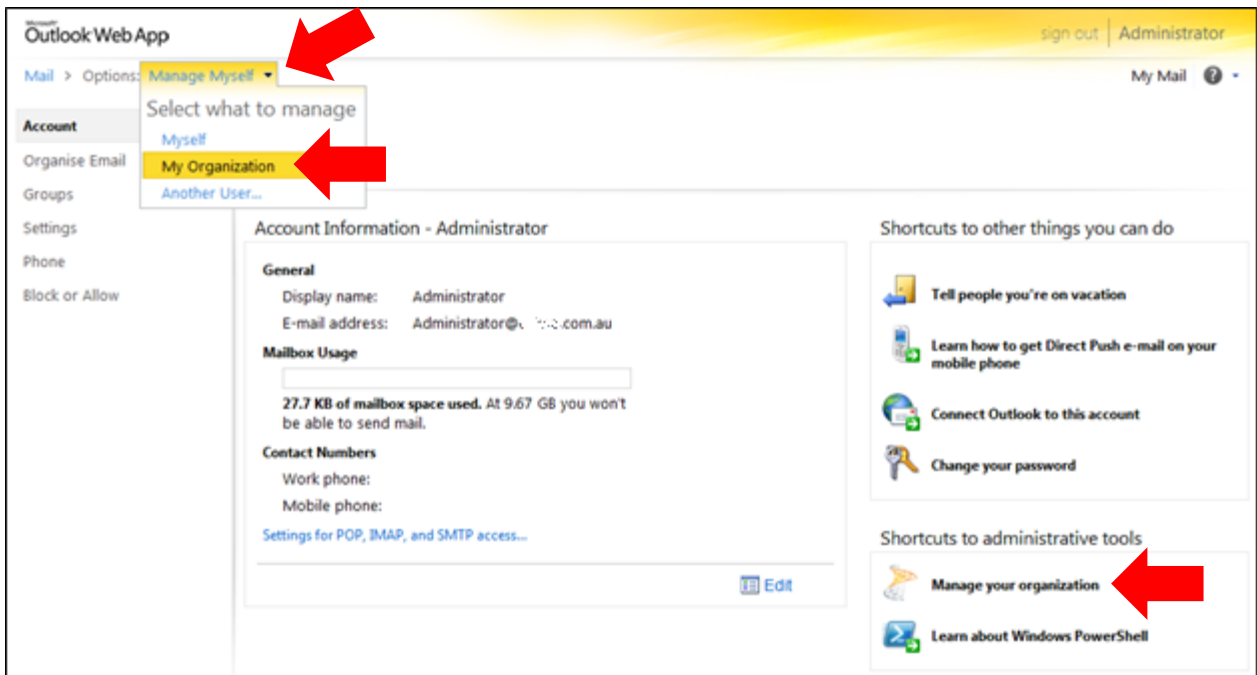 Microsoft
Outlook Web App
sign out | Administrator
Mail > Options: Manage Myself
My Mail
Select what to manage
Myself
My Organization
Another User...
Account
Organise Email
Groups
Settings
Phone
Block or Allow
Account Information - Administrator
General
Display name: Administrator
E-mail address: Administrator@ .com.au
Mailbox Usage
27.7 KB of mailbox space used. At 9.67 GB you won't
be able to send mail.
Contact Numbers
Work phone:
Mobile phone:
Settings for POP, IMAP, and SMTP access...
Edit
Shortcuts to other things you can do
Tell people you're on vacation
Learn how to get Direct Push e-mail on your
mobile phone
Connect Outlook to this account
Change your password
Shortcuts to administrative tools
Manage your organization
Learn about Windows PowerShell